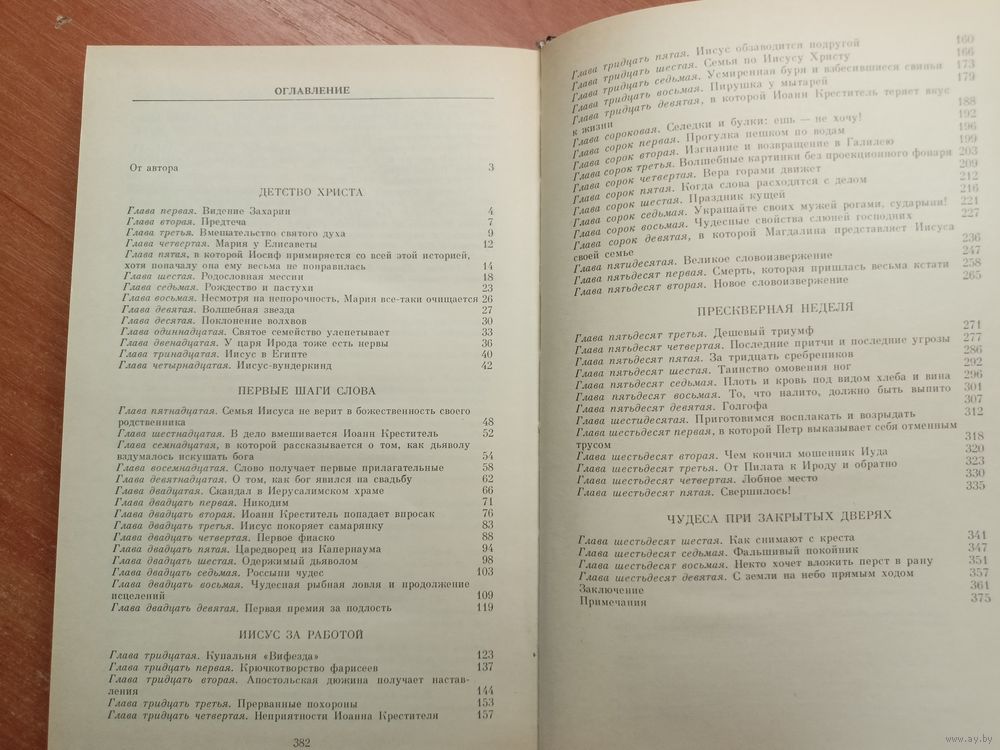 ОГЛАВЛЕНИЕ
От автора 3
ДЕТСТВО ХРИСТА
Глава первая. Видение Захарии 4
Глава вторая. Предтеча 7
Глава третья. Вмешательство святого духа 9
Глава четвертая. Мария у Елисаветы 12
Глава пятая, в которой Иосиф примиряется со всей этой историей,
хотя поначалу она ему весьма не понравилась 14
Глава шестая. Родословная мессии 18
Глава седьмая. Рождество и пастухи 23
Глава восьмая. Несмотря на непорочность, Мария все-таки очищается 26
Глава девятая. Волшебная звезда 27
Глава десятая. Поклонение волхвов 30
Глава одиннадцатая. Святое семейство улепетывает 33
Глава двенадцатая. У царя Ирода тоже есть нервы 36
Глава тринадцатая. Иисус в Египте 40
Глава четырнадцатая. Иисус-вундеркинд 42
ПЕРВЫЕ ШАГИ СЛОВА
Глава пятнадцатая. Семья Иисуса не верит в божественность своего
родственника 48
Глава шестнадцатая. В дело вмешивается Иоанн Креститель 52
Глава семнадцатая, в которой рассказывается о том, как дьяволу
вздумалось искушать бога 54
Глава восемнадцатая. Слово получает первые прилагательные 58
Глава девятнадцатая. О том, как бог явился на свадьбу 62
Глава двадцатая. Скандал в Иерусалимском храме 66
Глава двадцать первая. Никодим 71
Глава двадцать вторая. Иоанн Креститель попадает впросак 76
Глава двадцать третья. Иисус покоряет самарянку 83
Глава двадцать четвертая. Первое фиаско 88
Глава двадцать пятая. Царедворец из Капернаума 94
Глава двадцать шестая. Одержимый дьяволом 98
Глава двадцать седьмая. Россыпи чудес 103
Глава двадцать восьмая. Чудесная рыбная ловля и продолжение
исцелений 109
Глава двадцать девятая. Первая премия за подлость 119
ИИСУС ЗА РАБОТОЙ
Глава тридцатая. Купальня «Вифезда» 123
Глава тридцать первая. Крючкотворство фарисеев 137
Глава тридцать вторая. Апостольская дюжина получает настав-
ления 144
Глава тридцать третья. Прерванные похороны 153
Глава тридцать четвертая. Неприятности Иоанна Крестителя 157
382
Глава тридцать пятая. Иисус обзаводится подругой 160
Глава тридцать шестая. Семья по Иисусу Христу 166
Глава тридцать седьмая. Усмиренная буря и взбесившиеся свиньи 173
Глава тридцать восьмая. Пирушка у мытарей 179
Глава тридцать девятая, в которой Иоанн Креститель теряет вкус
к жизни 188
Глава сороковая. Селедки и булки: ешь — не хочу! 192
Глава сорок первая. Прогулка пешком по водам 196
Глава сорок вторая. Изгнание и возвращение в Галилею 199
Глава сорок третья. Волшебные картинки без проекционного фонаря 203
Глава сорок четвертая. Вера горами движет 209
Глава сорок пятая. Когда слова расходятся с делом 212
Глава сорок шестая. Праздник кущей 216
Глава сорок седьмая. Украшайте своих мужей рогами, сударыни! 221
Глава сорок восьмая. Чудесные свойства слюней господних 227
Глава сорок девятая, в которой Магдалина представляет Иисуса
своей семье 236
Глава пятидесятая. Великое словоизвержение 247
Глава пятьдесят первая. Смерть, которая пришлась весьма кстати 258
Глава пятьдесят вторая. Новое словоизвержение 265
ПРЕСКВЕРНАЯ НЕДЕЛЯ
Глава пятьдесят третья. Дешевый триумф 271
Глава пятьдесят четвертая. Последние притчи и последние угрозы 277
Глава пятьдесят пятая. За тридцать сребреников 286
Глава пятьдесят шестая. Таинство омовения ног 292
Глава пятьдесят седьмая. Плоть и кровь под видом хлеба и вина 296
Глава пятьдесят восьмая. То, что налито, должно быть выпито 301
Глава пятьдесят девятая. Голгофа 307
Глава шестидесятая. Приготовимся восплакать и возрыдать 312
Глава шестьдесят первая, в которой Петр выказывает себя отменным
трусом 318
Глава шестьдесят вторая. Чем кончил мошенник Иуда 320
Глава шестьдесят третья. От Пилата к Ироду и обратно 323
Глава шестьдесят четвертая. Лобное место 330
Глава шестьдесят пятая. Свершилось! 335
ЧУДЕСА ПРИ ЗАКРЫТЫХ ДВЕРЯХ
Глава шестьдесят шестая. Как снимают с креста 341
Глава шестьдесят седьмая. Фальшивый покойник 347
Глава шестьдесят восьмая. Некто хочет вложить перст в рану 351
Глава шестьдесят девятая. С земли на небо прямым ходом 357
Заключение 361
Примечания 375
www.ay.by